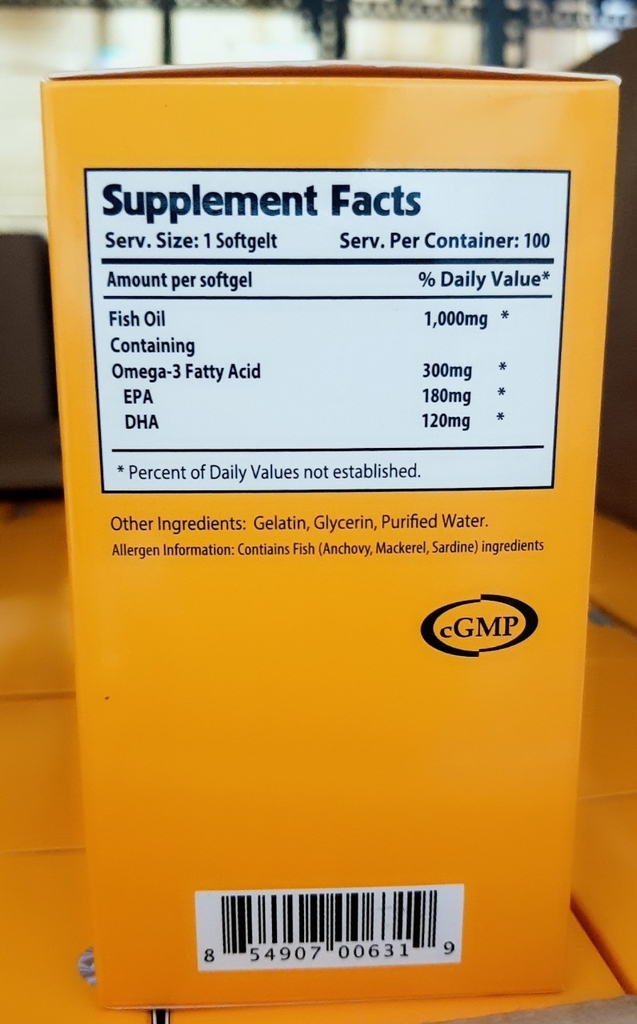 Supplement Facts
Serv. Size: 1 Softgelt Serv. Per Container: 100
Amount per softgel % Daily Value*
Fish Oil 1,000mg *
Containing
Omega-3 Fatty Acid 300mg *
EPA 180mg *
DHA 120mg *
* Percent of Daily Values not established.
Other Ingredients: Gelatin, Glycerin, Purified Water.
Allergen Information: Contiains Fish (Anchovy, Mackerel, Sardine) ingredients
cGMP
8 54907 00631 9